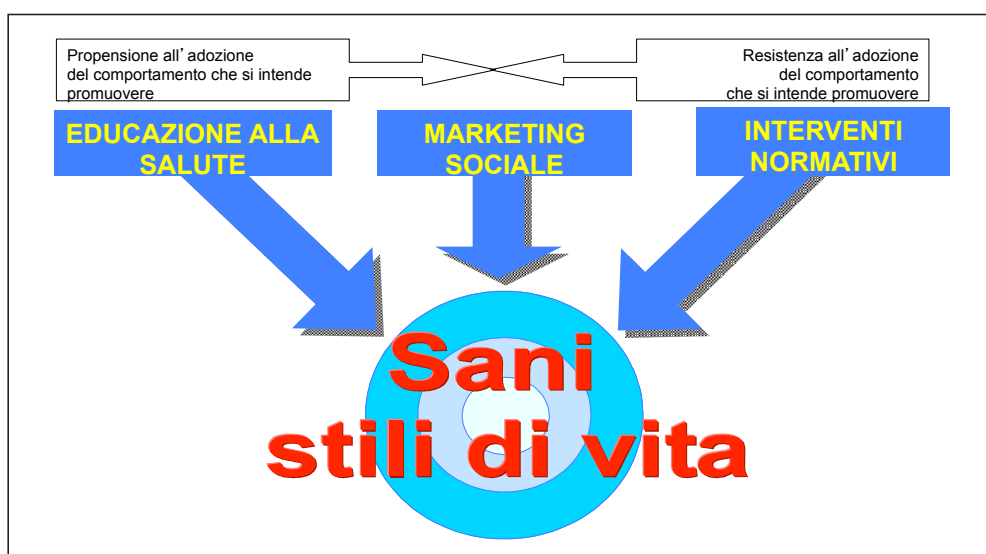 Propensione all’adozione
del comportamento che si intende
promuovere
Resistenza all’adozione
del comportamento
che si intende promuovere
EDUCAZIONE ALLA
SALUTE
MARKETING
SOCIALE
INTERVENTI
NORMATIVI
Sani
stili di vita